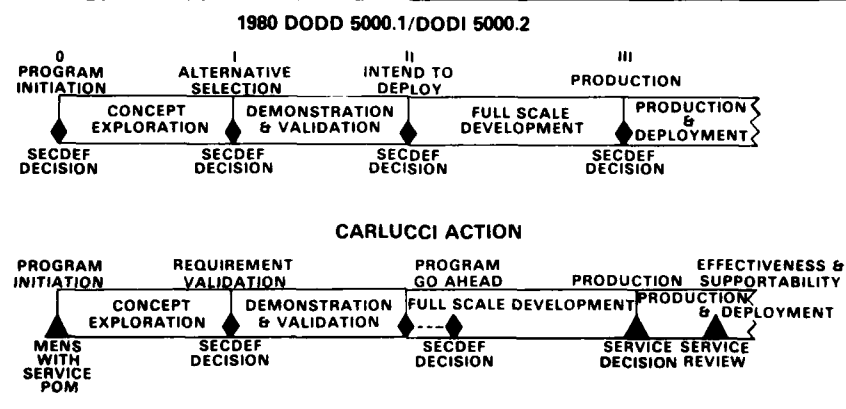 1980 DODD 5000.1/DODI 5000.2
0
PROGRAM
INITIATION
I
ALTERNATIVE
SELECTION
II
INTEND TO
DEPLOY
III
PRODUCTION
CONCEPT
EXPLORATION
DEMONSTRATION
& VALIDATION
FULL SCALE
DEVELOPMENT
PRODUCTION
&
DEPLOYMENT
SECDEF
DECISION
SECDEF
DECISION
SECDEF
DECISION
SECDEF
DECISION
CARLUCCI ACTION
PROGRAM
INITIATION
REQUIREMENT
VALIDATION
PROGRAM
GO AHEAD
PRODUCTION
EFFECTIVENESS &
SUPPORTABILITY
CONCEPT
EXPLORATION
DEMONSTRATION
& VALIDATION
FULL SCALE DEVELOPMENT
PRODUCTION
& DEPLOYMENT
MENS
WITH
SERVICE
POM
SECDEF
DECISION
SECDEF
DECISION
SERVICE
DECISION
SERVICE
REVIEW